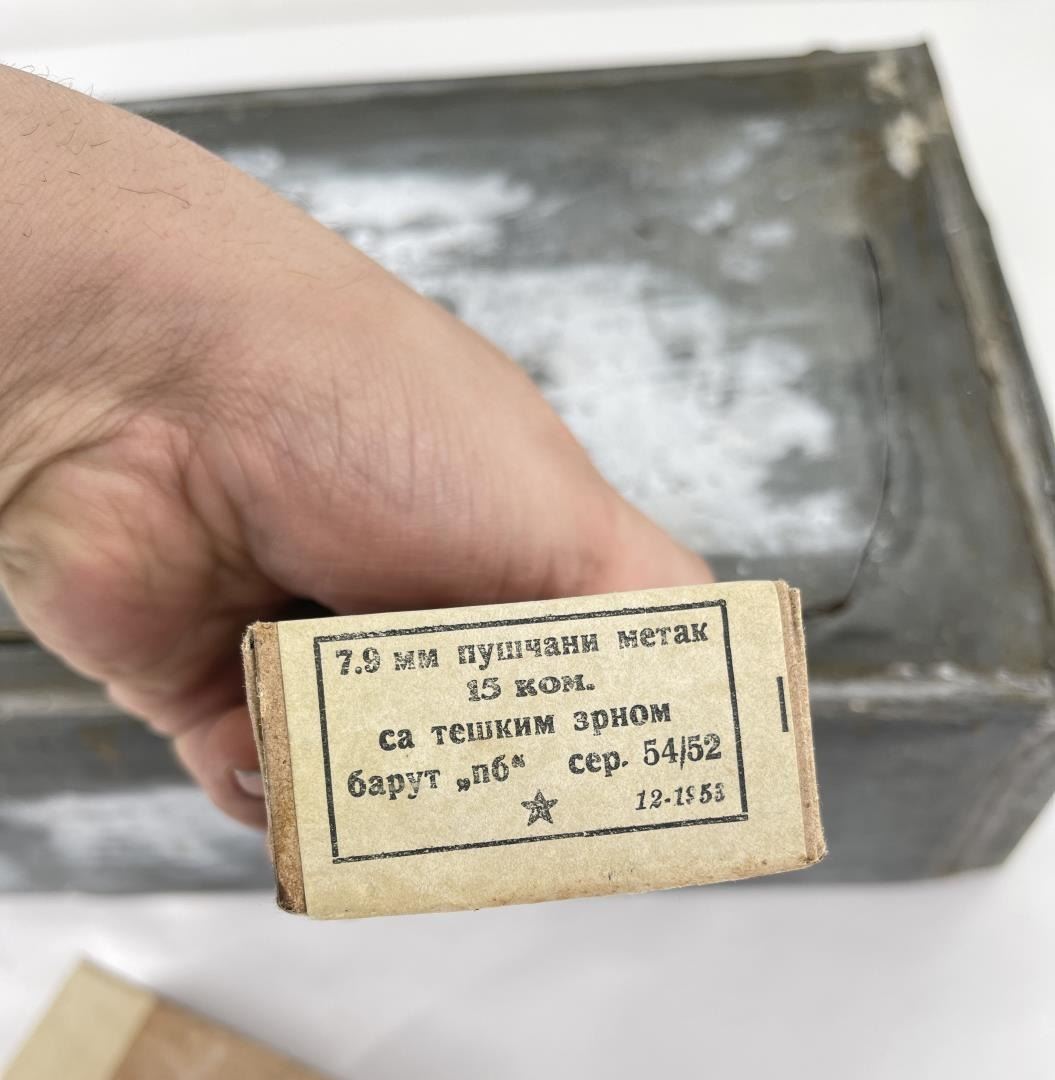 7.9 мм пушчани метак
15 ком.
са тешким зрном
барут „пб“ сер. 54/52
12-1953